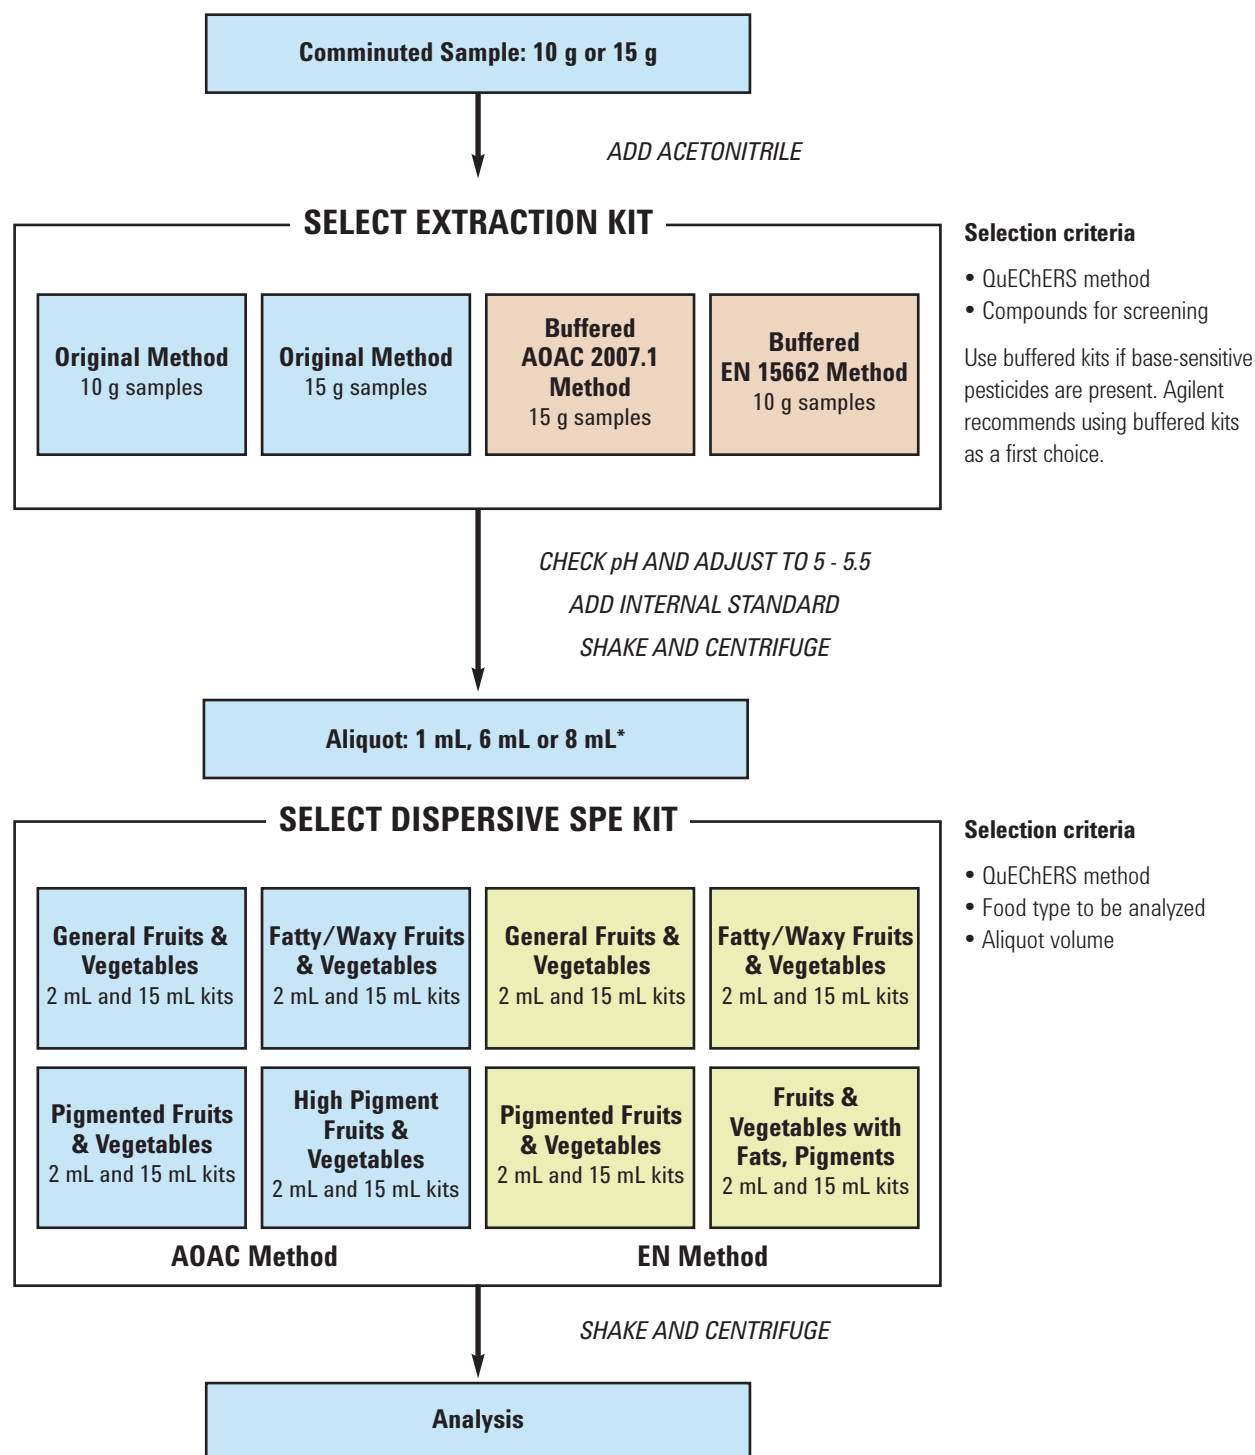 Comminuted Sample: 10 g or 15 g
ADD ACETONITRILE
SELECT EXTRACTION KIT
Original Method
10 g samples
Original Method
15 g samples
Buffered
AOAC 2007.1
Method
15 g samples
Buffered
EN 15662 Method
10 g samples
Selection criteria
• QuEChERS method
• Compounds for screening
Use buffered kits if base-sensitive
pesticides are present. Agilent
recommends using buffered kits
as a first choice.
CHECK pH AND ADJUST TO 5 - 5.5
ADD INTERNAL STANDARD
SHAKE AND CENTRIFUGE
Aliquot: 1 mL, 6 mL or 8 mL*
SELECT DISPERSIVE SPE KIT
General Fruits &
Vegetables
2 mL and 15 mL kits
Fatty/Waxy Fruits
& Vegetables
2 mL and 15 mL kits
General Fruits &
Vegetables
2 mL and 15 mL kits
Fatty/Waxy Fruits
& Vegetables
2 mL and 15 mL kits
Pigmented Fruits
& Vegetables
2 mL and 15 mL kits
High Pigment
Fruits &
Vegetables
2 mL and 15 mL kits
Pigmented Fruits
& Vegetables
2 mL and 15 mL kits
Fruits &
Vegetables with
Fats, Pigments
2 mL and 15 mL kits
AOAC Method
EN Method
Selection criteria
• QuEChERS method
• Food type to be analyzed
• Aliquot volume
SHAKE AND CENTRIFUGE
Analysis